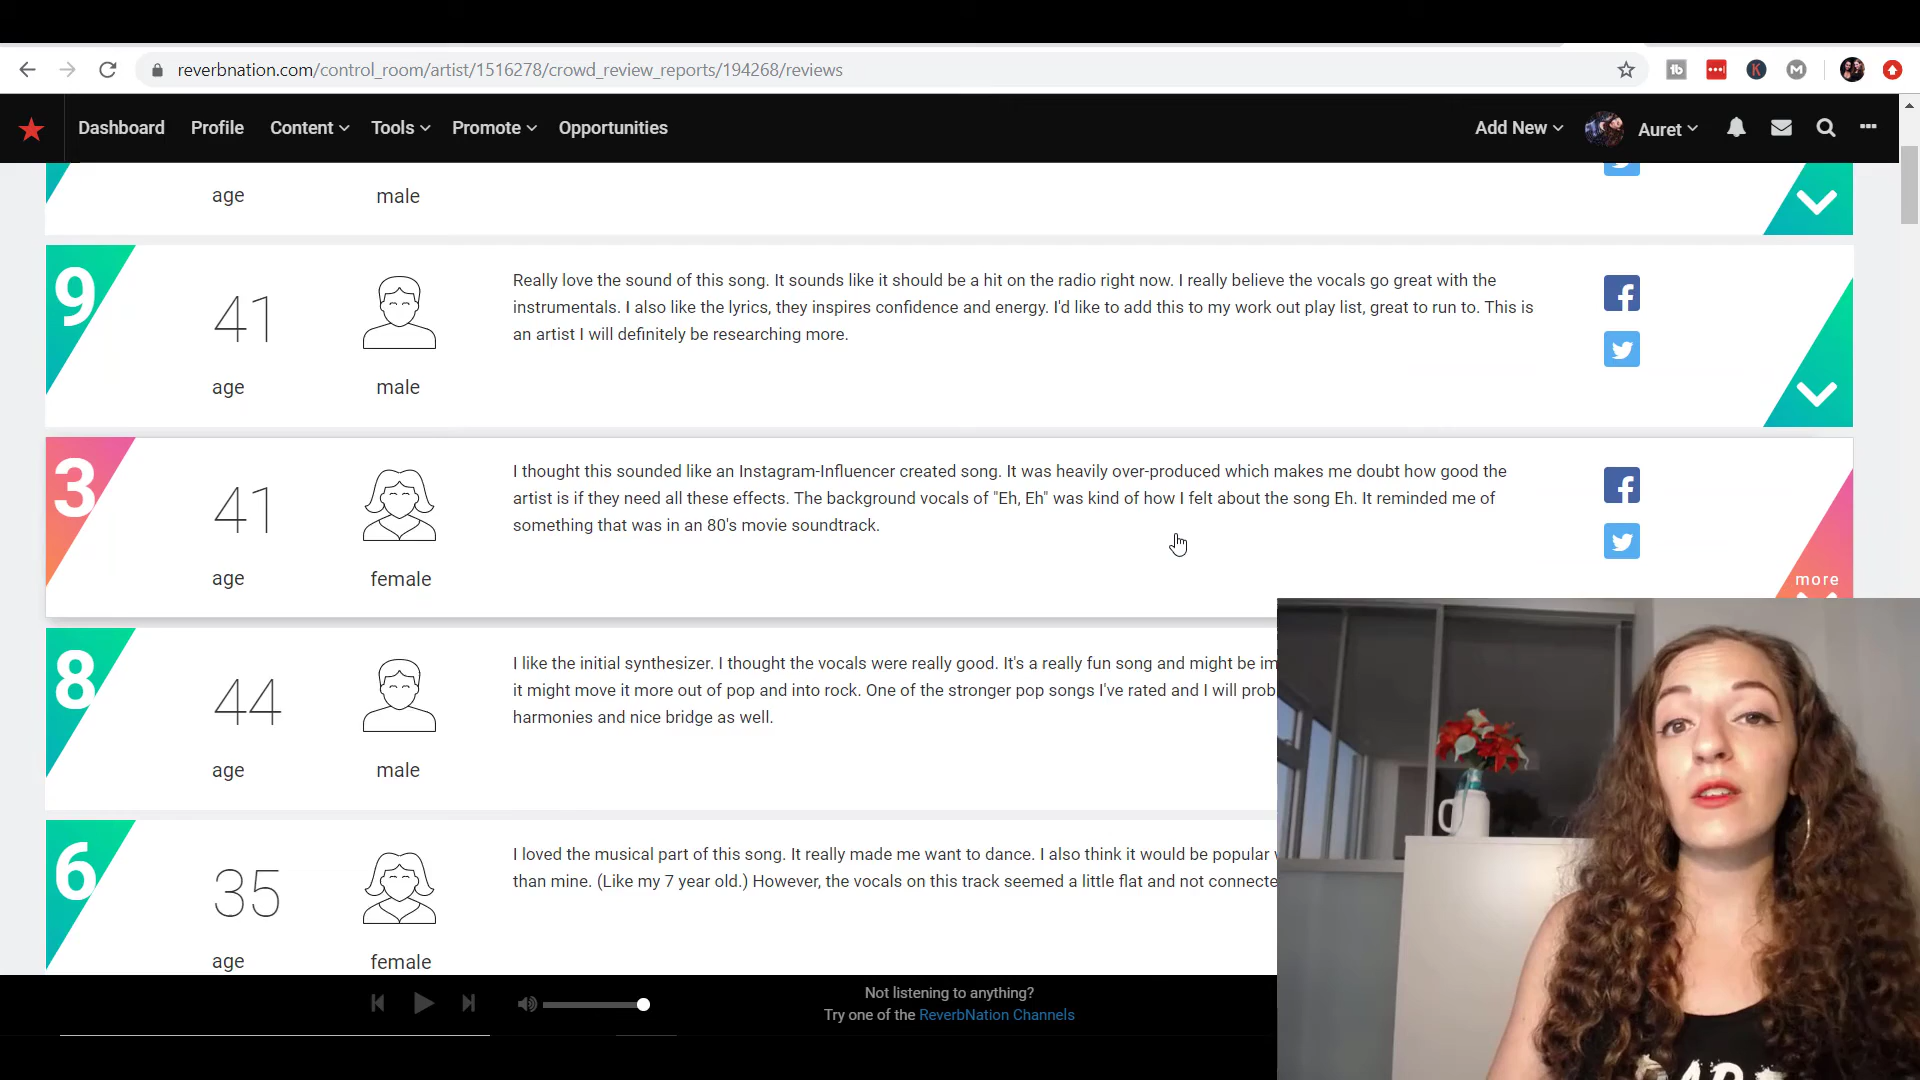 reverbnation.com/control_room/artist/1516278/crowd_review_reports/194268/reviews
Dashboard Profile Content Tools Promote Opportunities Add New Auret
age male
9 41 age male
Really love the sound of this song. It sounds like it should be a hit on the radio right now. I really believe the vocals go great with the
instrumentals. I also like the lyrics, they inspires confidence and energy. I'd like to add this to my work out play list, great to run to. This is
an artist I will definitely be researching more.
3 41 age female
I thought this sounded like an Instagram-Influencer created song. It was heavily over-produced which makes me doubt how good the
artist is if they need all these effects. The background vocals of "Eh, Eh" was kind of how I felt about the song Eh. It reminded me of
something that was in an 80's movie soundtrack.
more
8 44 age male
I like the initial synthesizer. I thought the vocals were really good. It's a really fun song and might be
it might move it more out of pop and into rock. One of the stronger pop songs I've rated and I will
harmonies and nice bridge as well.
6 35 age female
I loved the musical part of this song. It really made me want to dance. I also think it would be popular
than mine. (Like my 7 year old.) However, the vocals on this track seemed a little flat and not
Not listening to anything?
Try one of the ReverbNation Channels